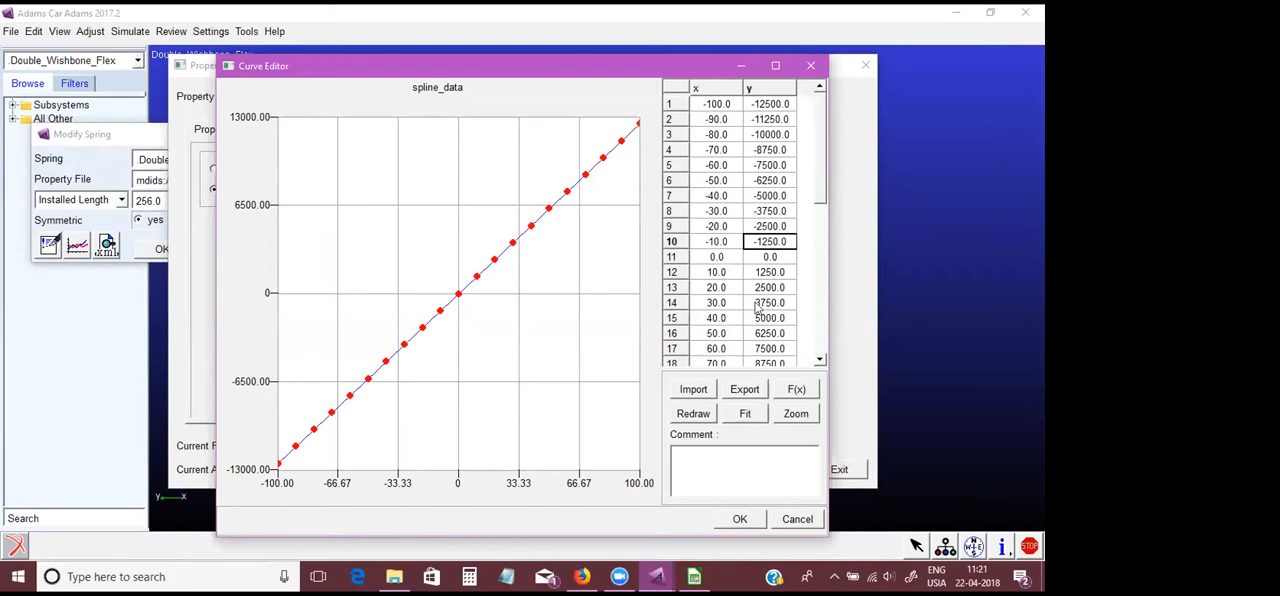 Adams Car Adams 2017.2
File Edit View Adjust Simulate Review Settings Tools Help
.Double_Wishbone_Flex
Browse Filters
Subsystems
All Other
Modify Spring
Spring .Double
Property File mdids:/
Installed Length 256.0
Symmetric yes
.xml
OK
Search
Property
Prop
Current
Current A
Exit
Curve Editor
spline_data
13000.00
6500.00
0
-6500.00
-13000.00
-100.00 -66.67 -33.33 0 33.33 66.67 100.00
x y
1 -100.0 -12500.0
2 -90.0 -11250.0
3 -80.0 -10000.0
4 -70.0 -8750.0
5 -60.0 -7500.0
6 -50.0 -6250.0
7 -40.0 -5000.0
8 -30.0 -3750.0
9 -20.0 -2500.0
10 -10.0 -1250.0
11 0.0 0.0
12 10.0 1250.0
13 20.0 2500.0
14 30.0 3750.0
15 40.0 5000.0
16 50.0 6250.0
17 60.0 7500.0
18 70.0 8750.0
Import Export F(x)
Redraw Fit Zoom
Comment :
OK Cancel
y x
STOP
Type here to search
ENG
USIA
11:21
22-04-2018